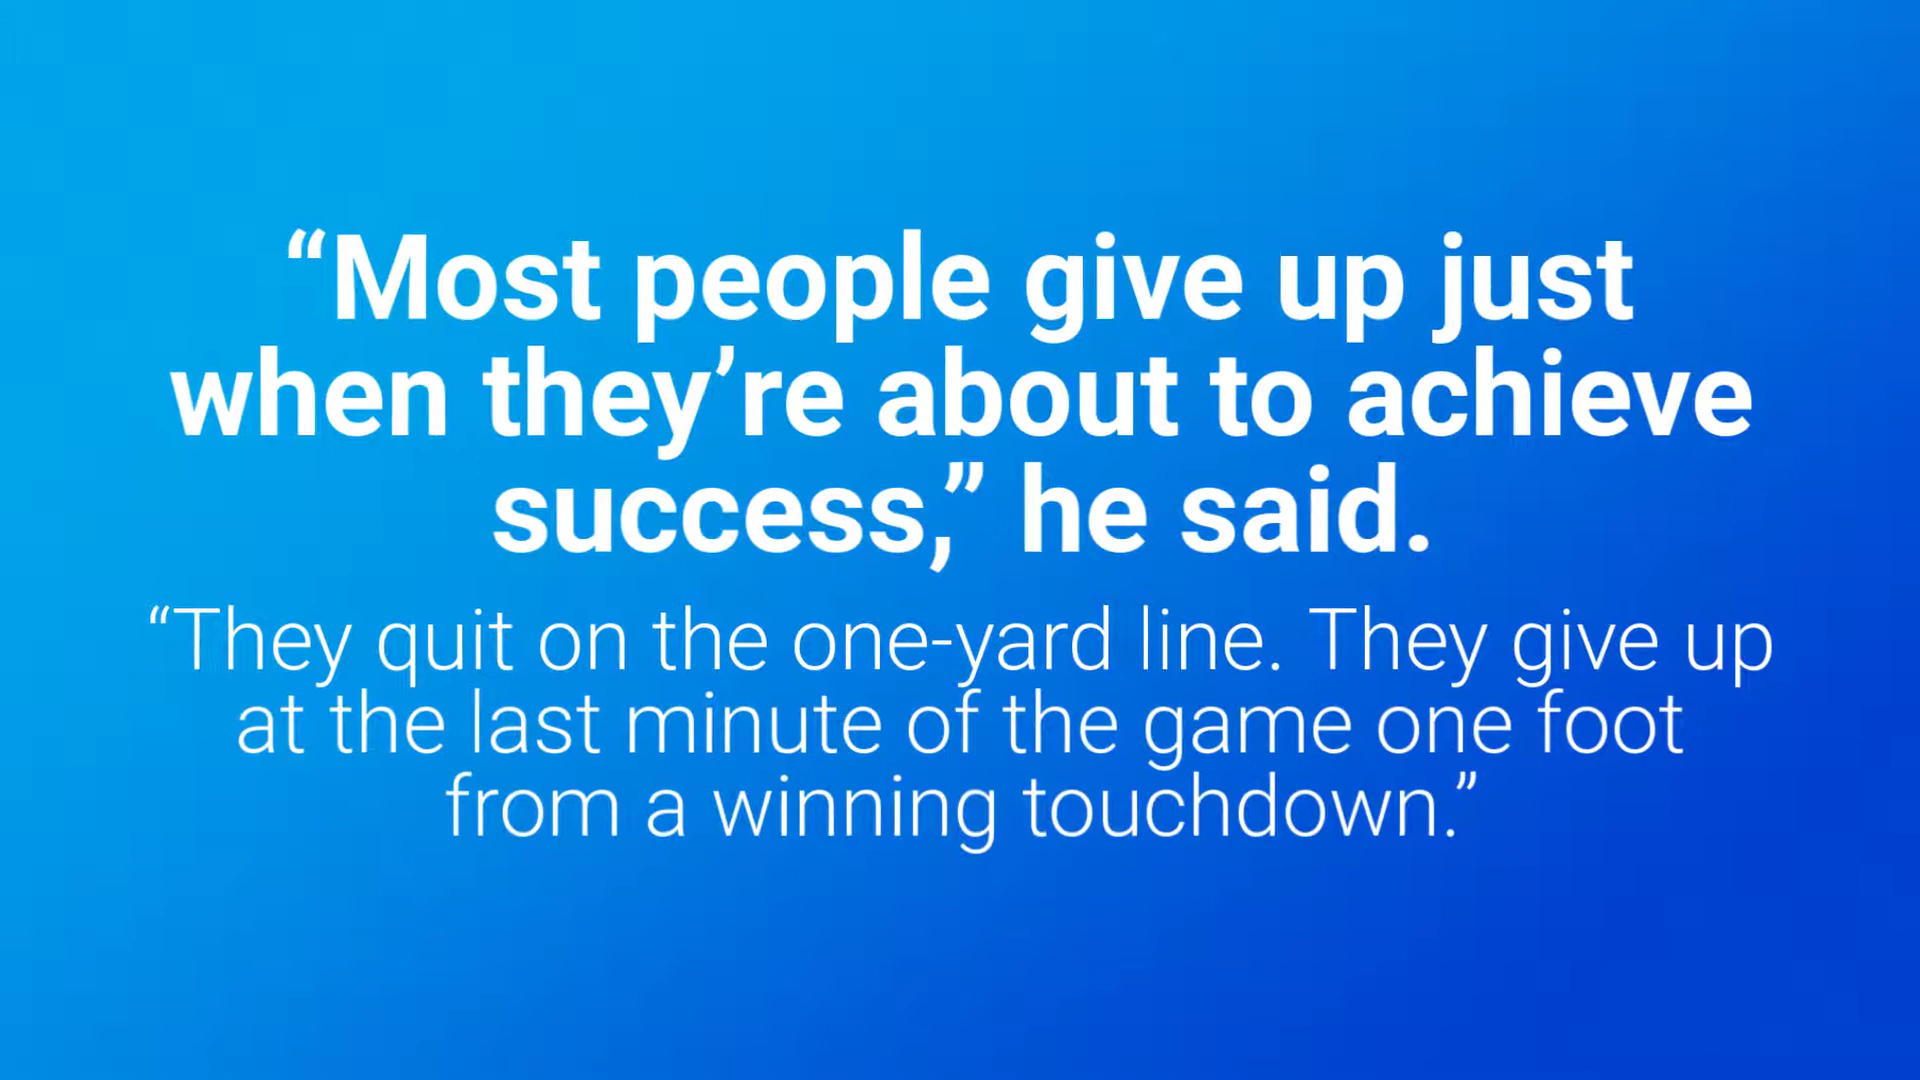 “Most people give up just
when they’re about to achieve
success,” he said.
“They quit on the one-yard line. They give up
at the last minute of the game one foot
from a winning touchdown.”